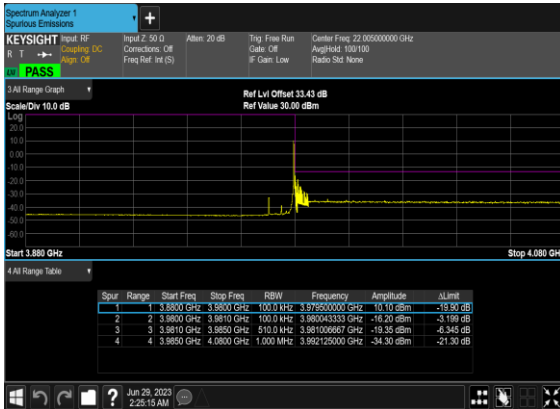 Spectrum Analyzer 1
Spurious Emissions
KEYSIGHT Input: RF Input Z: 50 Ω Atten: 20 dB Trig: Free Run Center Freq: 22.005000000 GHz
R T Coupling: DC Corrections: Off Gate: Off Avg|Hold: 100/100
Align: Off Freq Ref: Int (S) IF Gain: Low Radio Std: None
PASS
3 All Range Graph
Ref Lvl Offset 33.43 dB
Scale/Div 10.0 dB Ref Value 30.00 dBm
Log
20.0
10.0
0.00
-10.0
-20.0
-30.0
-40.0
-50.0
-60.0
Start 3.880 GHz Stop 4.080 GH
4 All Range Table
Spur Range Start Freq Stop Freq RBW Frequency Amplitude ΔLimit
1 1 3.8800 GHz 3.9800 GHz 100.0 kHz 3.979500000 GHz 10.10 dBm -19.90 dB
2 2 3.9800 GHz 3.9810 GHz 100.0 kHz 3.980043333 GHz -16.20 dBm -3.199 dB
3 3 3.9810 GHz 3.9850 GHz 510.0 kHz 3.981006667 GHz -19.35 dBm -6.345 dB
4 4 3.9850 GHz 4.0800 GHz 1.000 MHz 3.992125000 GHz -34.30 dBm -21.30 dB
? Jun 29, 2023
2:25:15 AM